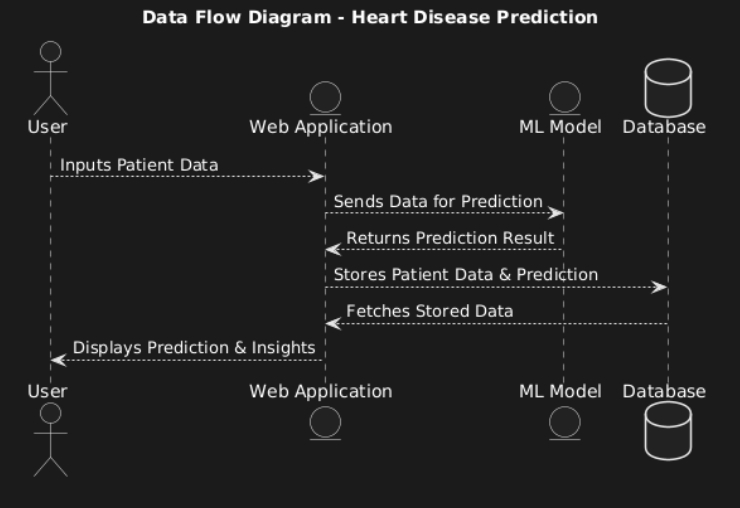 Data Flow Diagram - Heart Disease Prediction
User
Web Application
ML Model
Database
Inputs Patient Data
Sends Data for Prediction
Returns Prediction Result
Stores Patient Data & Prediction
Fetches Stored Data
Displays Prediction & Insights
User
Web Application
ML Model
Database